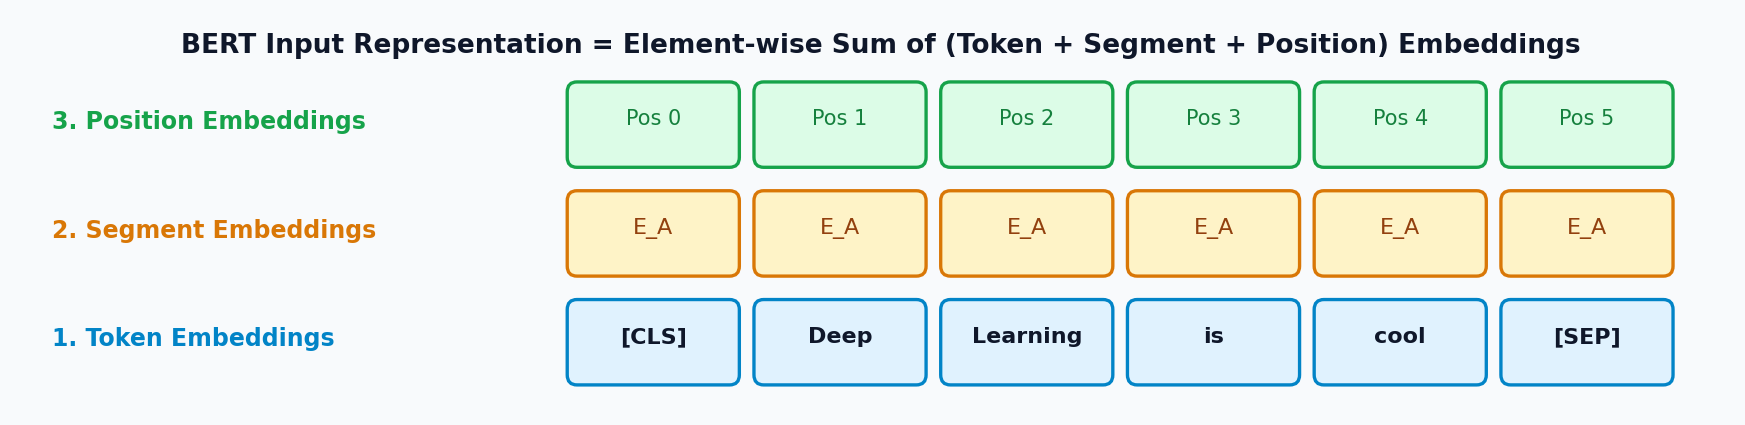 BERT Input Representation = Element-wise Sum of (Token + Segment + Position) Embeddings
3. Position Embeddings Pos 0 Pos 1 Pos 2 Pos 3 Pos 4 Pos 5
2. Segment Embeddings E_A E_A E_A E_A E_A E_A
1. Token Embeddings [CLS] Deep Learning is cool [SEP]